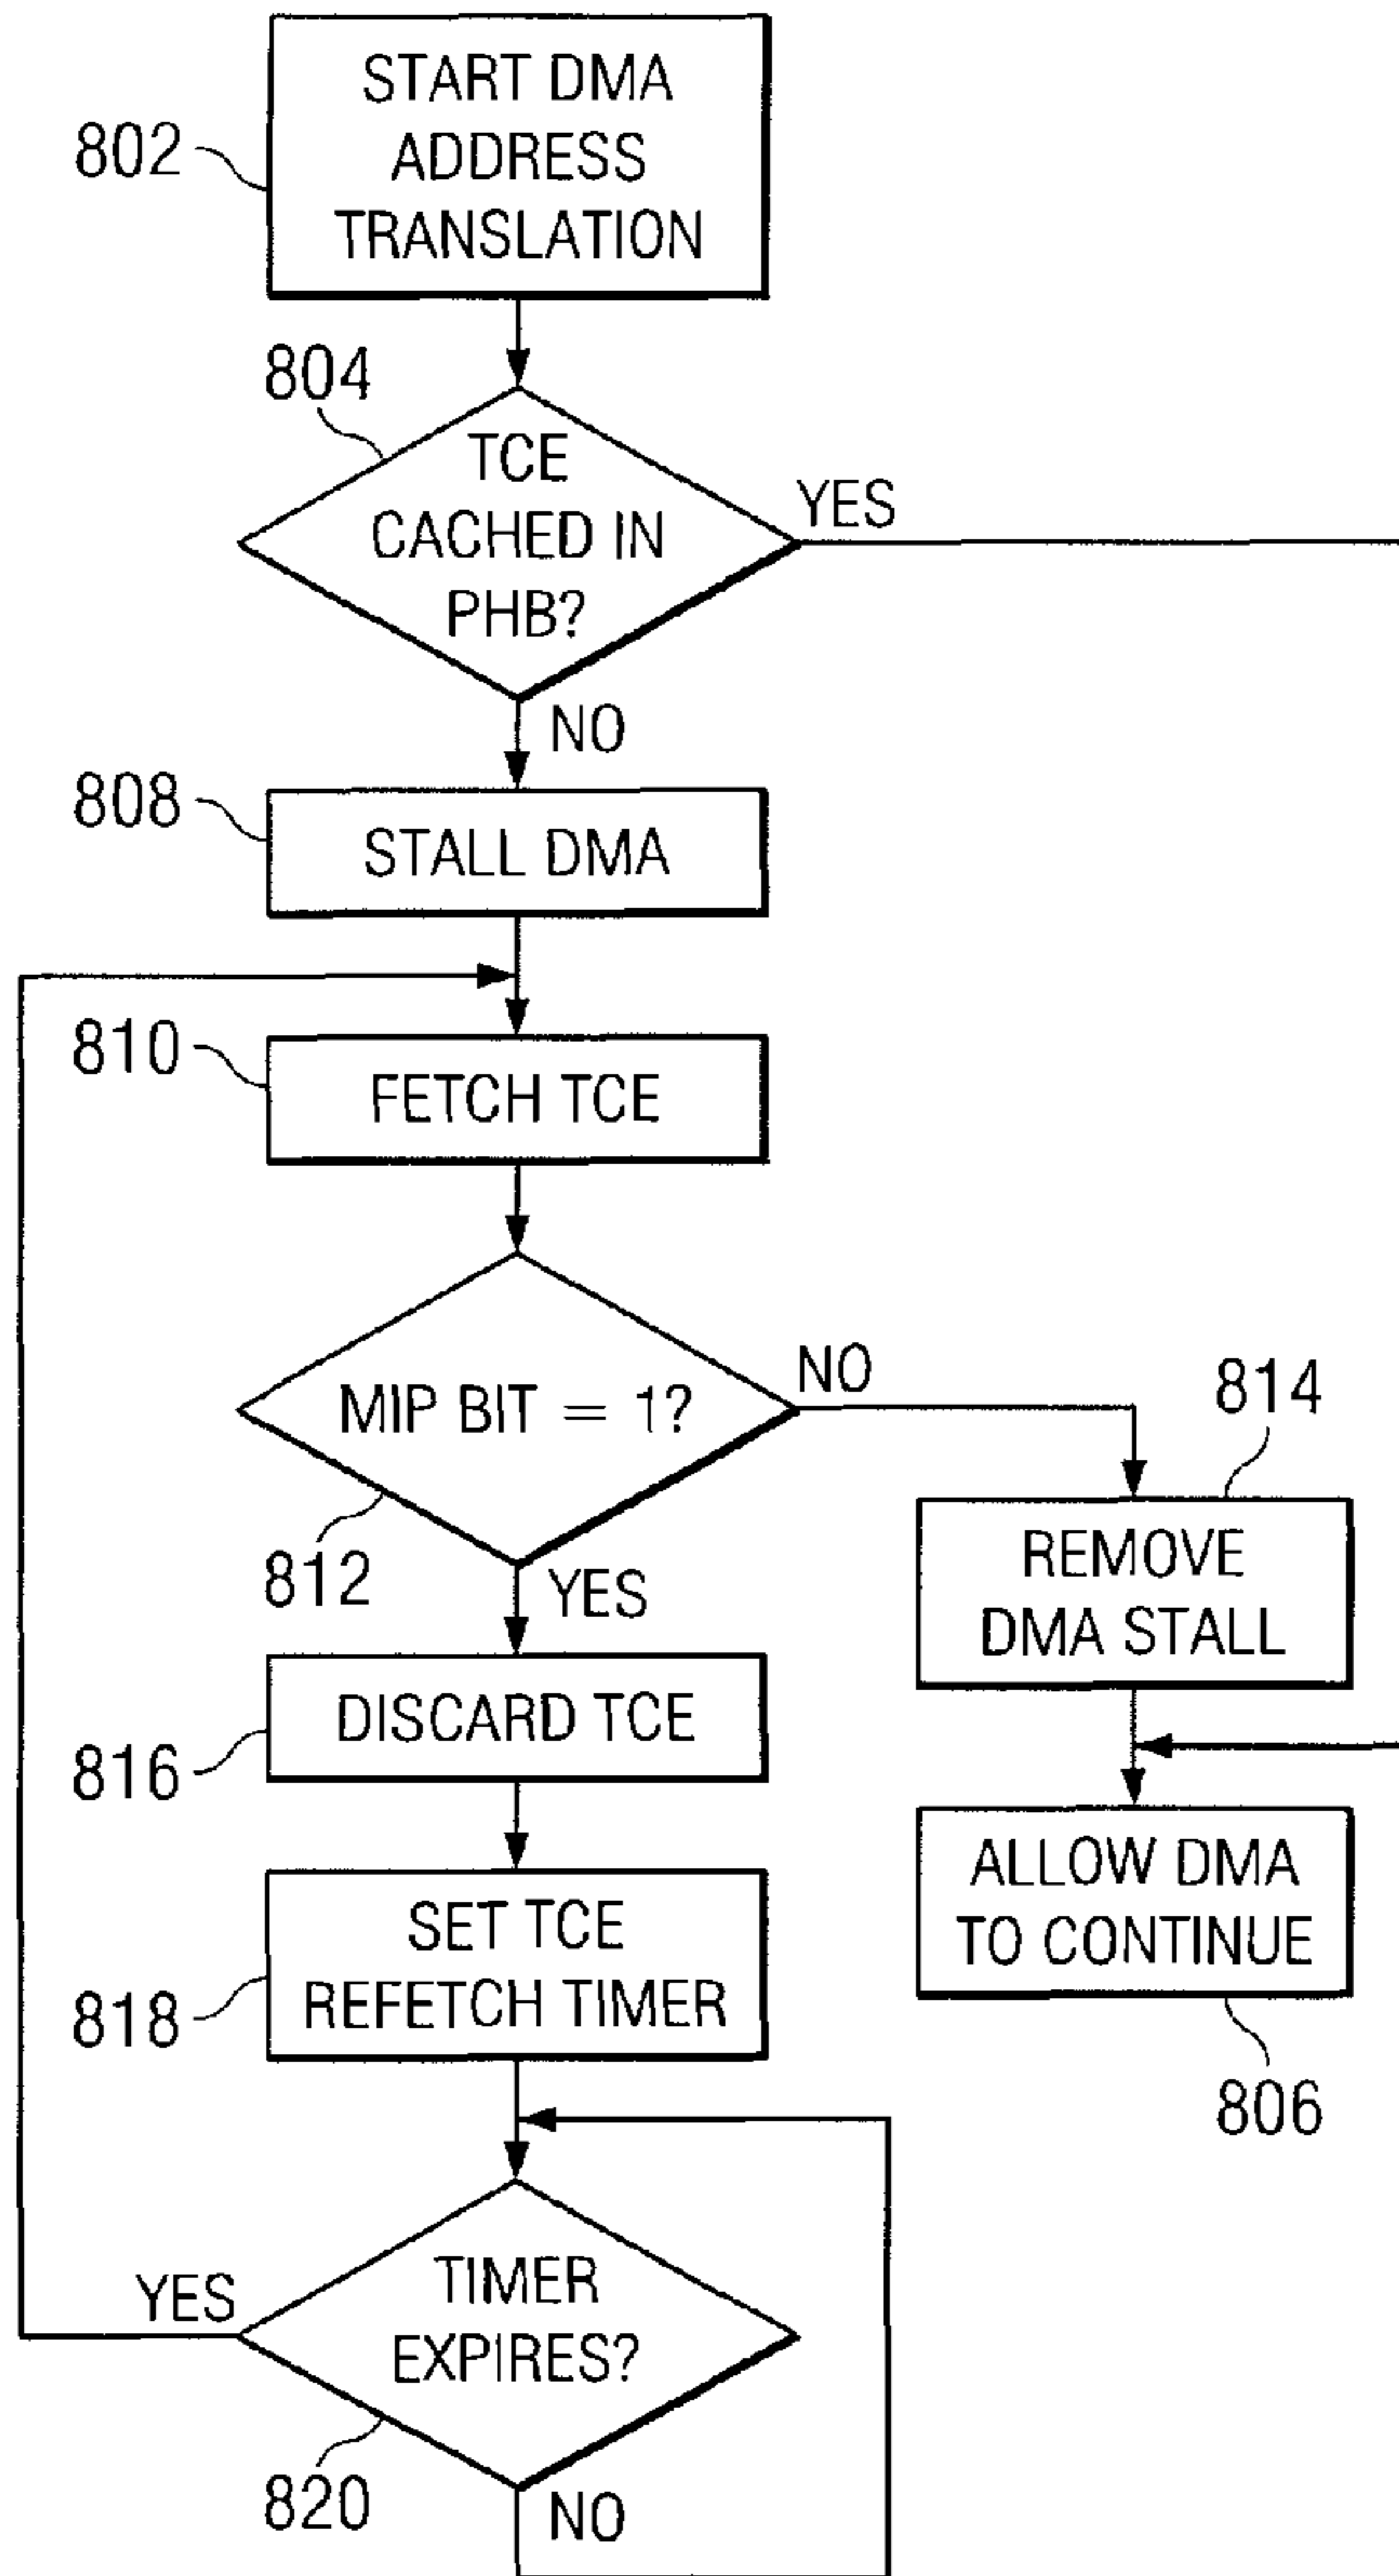 START DMA
ADDRESS
TRANSLATION
802
804
TCE
CACHED IN
PHB?
YES
NO
808
STALL DMA
810
FETCH TCE
MIP BIT = 1?
NO
812
YES
814
REMOVE
DMA STALL
816
DISCARD TCE
818
SET TCE
REFETCH TIMER
ALLOW DMA
TO CONTINUE
806
YES
TIMER
EXPIRES?
820
NO